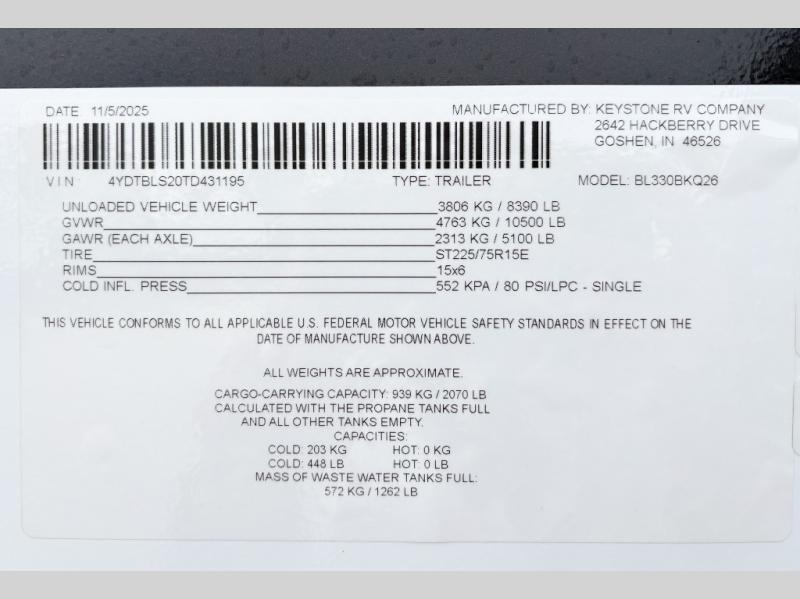 DATE 11/5/2025 MANUFACTURED BY: KEYSTONE RV COMPANY
2642 HACKBERRY DRIVE
GOSHEN, IN 46526
VIN: 4YDTBLS20TD431195 TYPE: TRAILER MODEL: BL330BKQ26
UNLOADED VEHICLE WEIGHT 3806 KG / 8390 LB
GVWR 4763 KG / 10500 LB
GAWR (EACH AXLE) 2313 KG / 5100 LB
TIRE ST225/75R15E
RIMS 15x6
COLD INFL. PRESS 552 KPA / 80 PSI/LPC - SINGLE
THIS VEHICLE CONFORMS TO ALL APPLICABLE U.S. FEDERAL MOTOR VEHICLE SAFETY STANDARDS IN EFFECT ON THE
DATE OF MANUFACTURE SHOWN ABOVE.
ALL WEIGHTS ARE APPROXIMATE.
CARGO-CARRYING CAPACITY: 939 KG / 2070 LB
CALCULATED WITH THE PROPANE TANKS FULL
AND ALL OTHER TANKS EMPTY.
CAPACITIES:
COLD: 203 KG HOT: 0 KG
COLD: 448 LB HOT: 0 LB
MASS OF WASTE WATER TANKS FULL:
572 KG / 1262 LB